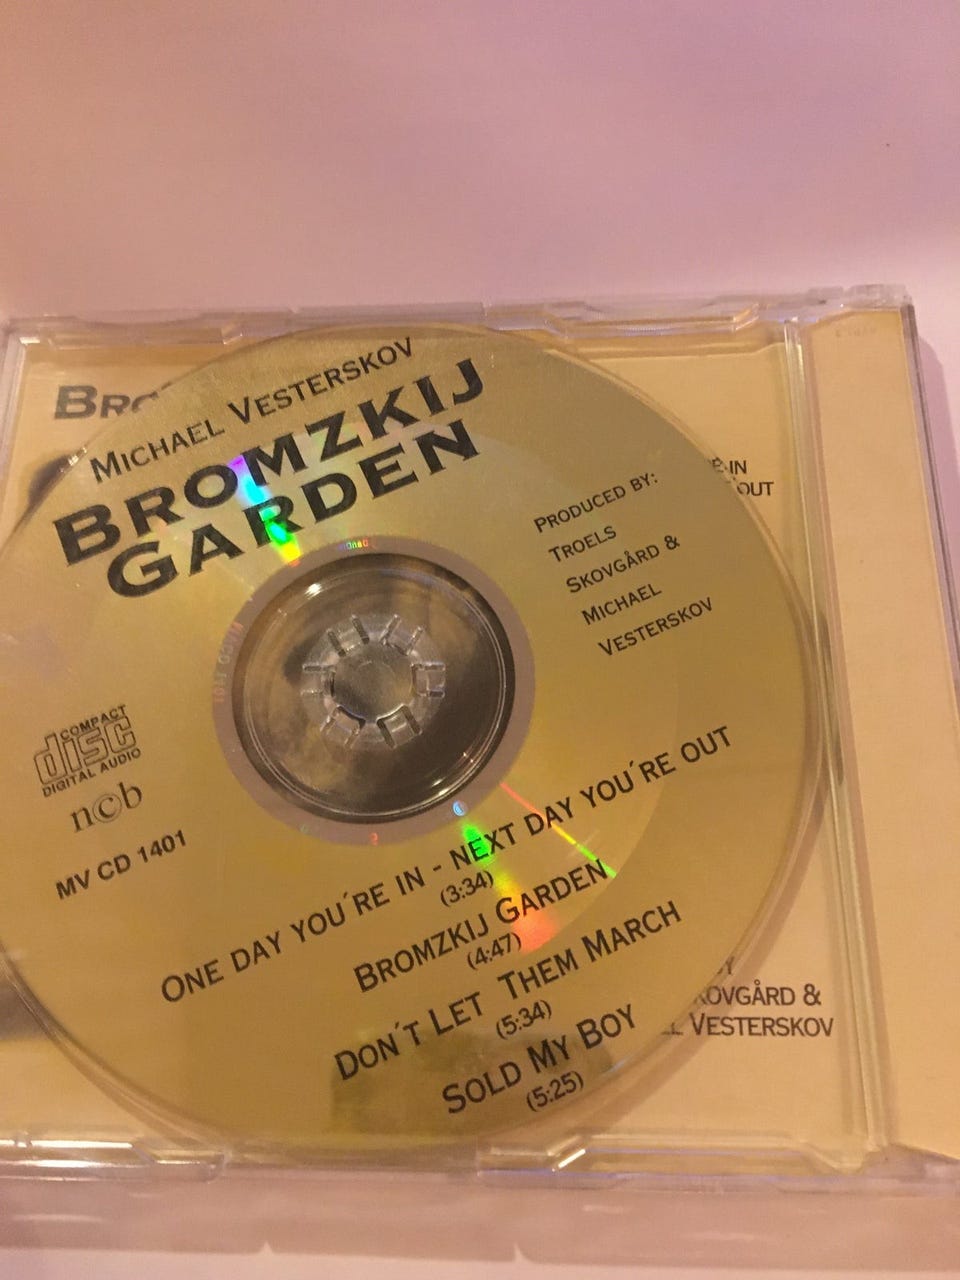 MICHAEL VESTERSKOV
BROMZKIJ
GARDEN
PRODUCED BY:
TROELS
SKOVGÅRD &
MICHAEL
VESTERSKOV
COMPACT
disc
DIGITAL AUDIO
n©b
MV CD 1401
ONE DAY YOU´RE IN - NEXT DAY YOU´RE OUT
(3:34)
BROMZKIJ GARDEN
(4:47)
DON´T LET THEM MARCH
(5:34)
SOLD MY BOY
(5:25)
BRO
IN
OUT
KOVGÅRD &
VESTERSKOV